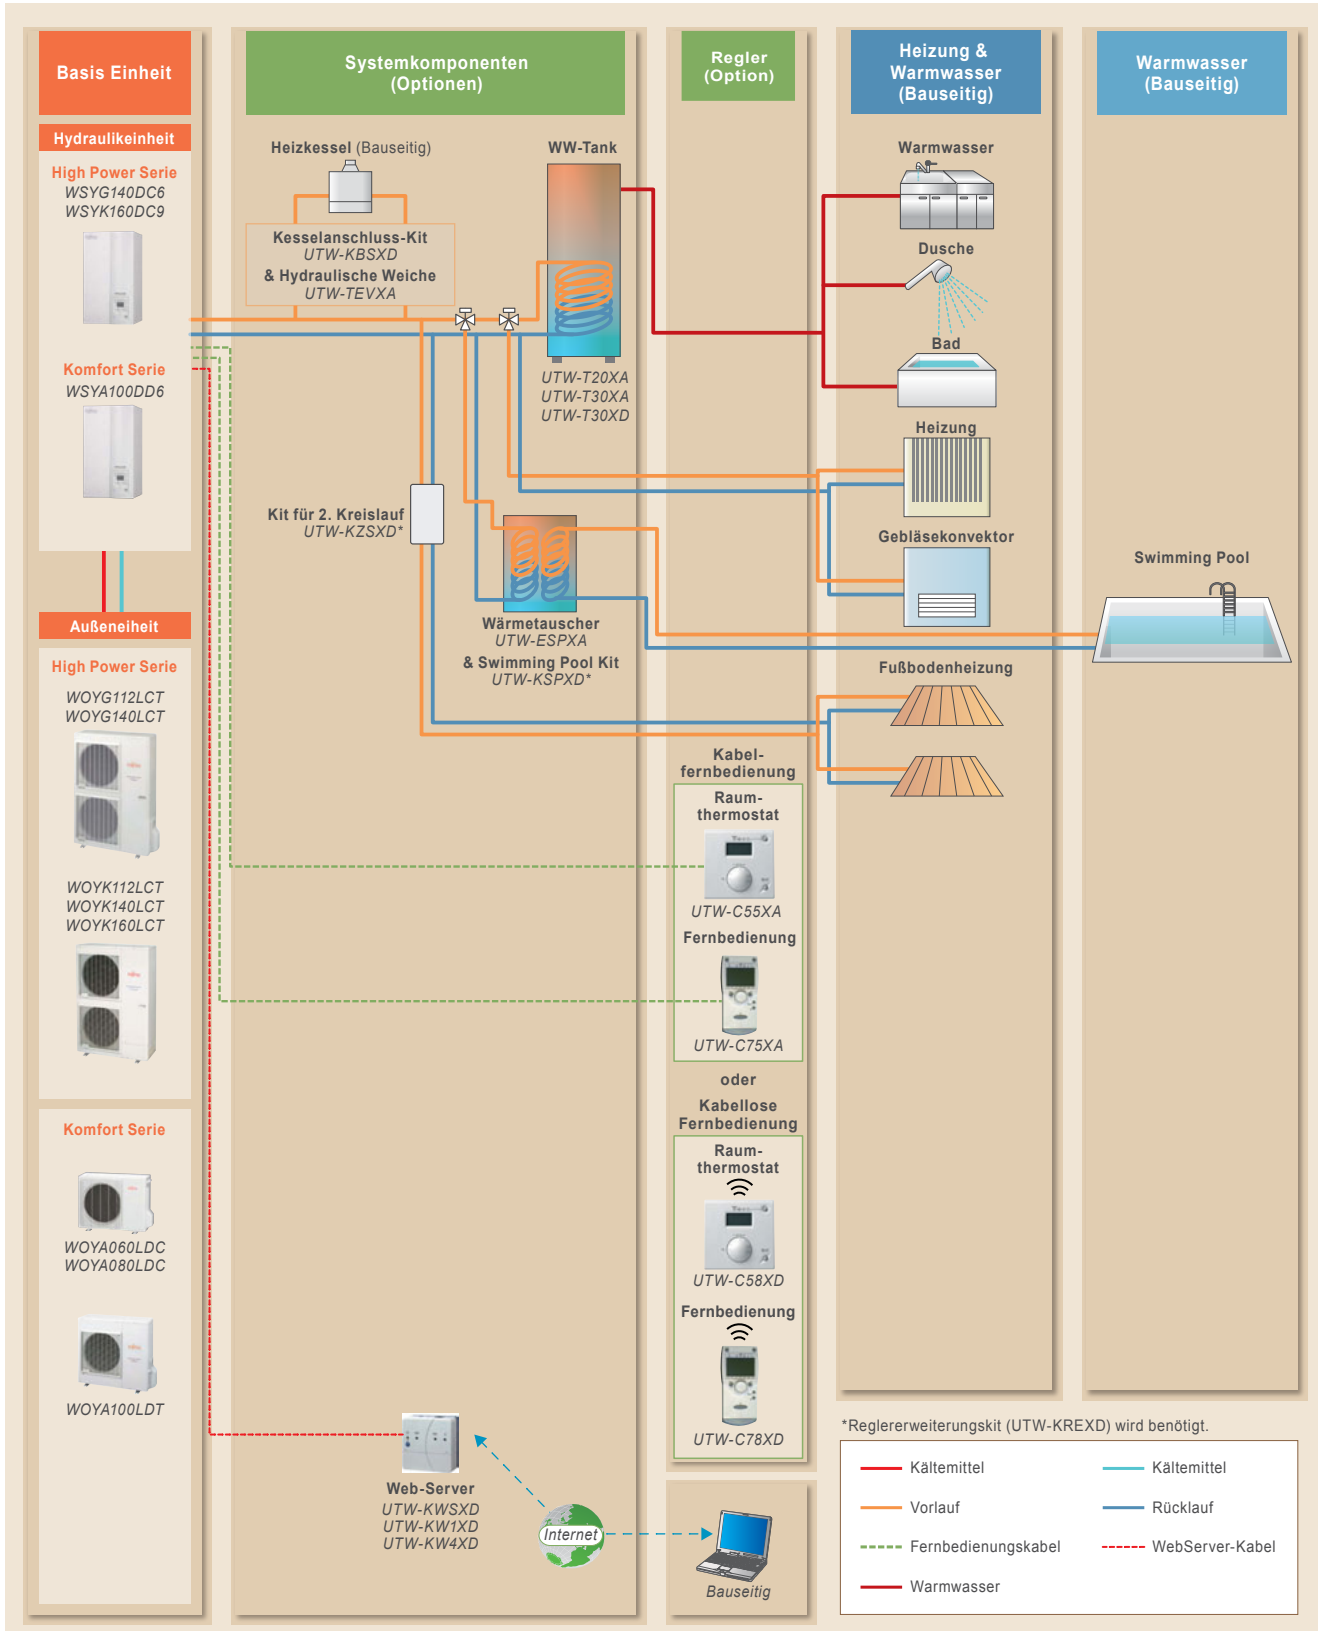 Basis Einheit
Hydraulikeinheit
High Power Serie
WSYG140DC6
WSYK160DC9
Komfort Serie
WSYA100DD6
Außeneiheit
High Power Serie
WOYG112LCT
WOYG140LCT
WOYK112LCT
WOYK140LCT
WOYK160LCT
Komfort Serie
WOYA060LDC
WOYA080LDC
WOYA100LDT
Systemkomponenten
(Optionen)
Heizkessel (Bauseitig)
Kesselanschluss-Kit
UTW-KBSXD
& Hydraulische Weiche
UTW-TEVXA
WW-Tank
UTW-T20XA
UTW-T30XA
UTW-T30XD
Kit für 2. Kreislauf
UTW-KZSXD*
Wärmetauscher
UTW-ESPXA
& Swimming Pool Kit
UTW-KSPXD*
Web-Server
UTW-KWSXD
UTW-KW1XD
UTW-KW4XD
Internet
Regler
(Option)
Kabel-
fernbedienung
Raum-
thermostat
UTW-C55XA
Fernbedienung
UTW-C75XA
oder
Kabellose
Fernbedienung
Raum-
thermostat
UTW-C58XD
Fernbedienung
UTW-C78XD
Bauseitig
Heizung &
Warmwasser
(Bauseitig)
Warmwasser
Dusche
Bad
Heizung
Gebläsekonvektor
Fußbodenheizung
Warmwasser
(Bauseitig)
Swimming Pool
*Reglererweiterungskit (UTW-KREXD) wird benötigt.
Kältemittel
Kältemittel
Vorlauf
Rücklauf
Fernbedienungskabel
WebServer-Kabel
Warmwasser